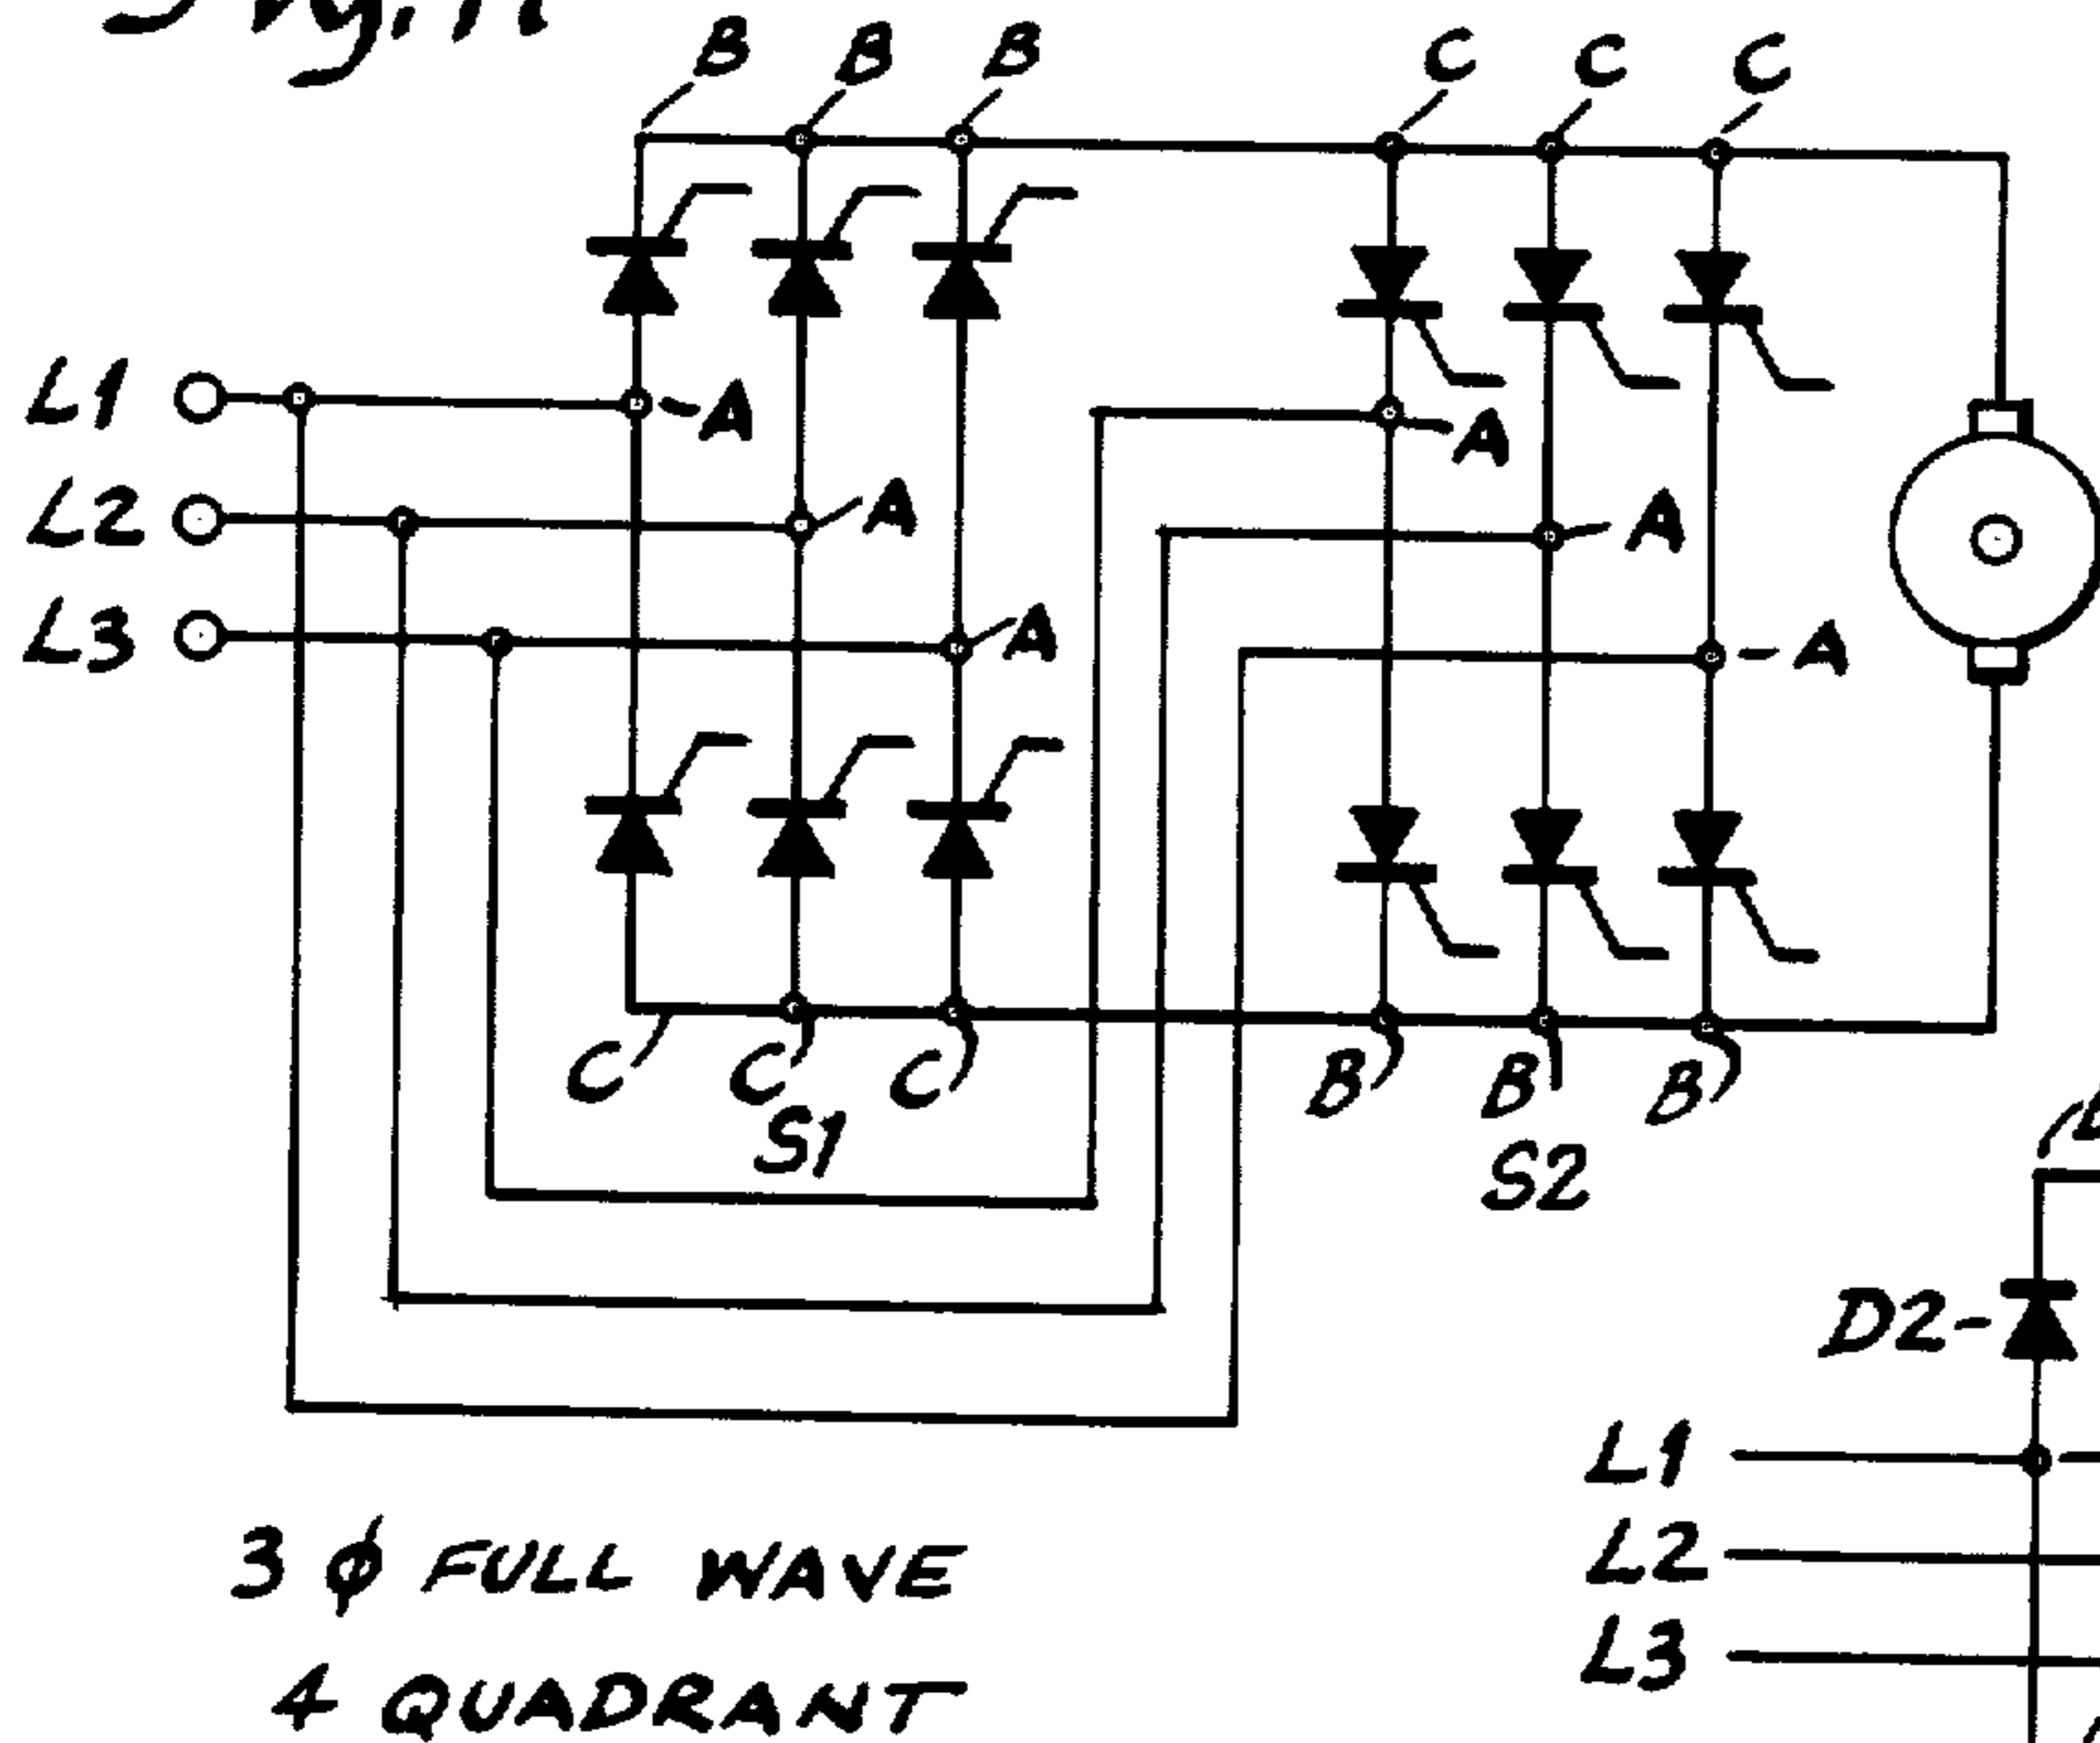 B B B C C C
L1 A A
L2 A A
L3 A A
C C C B B B
S1 S2
D2
L1
3 φ FULL WAVE L2
L3
4 QUADRANT